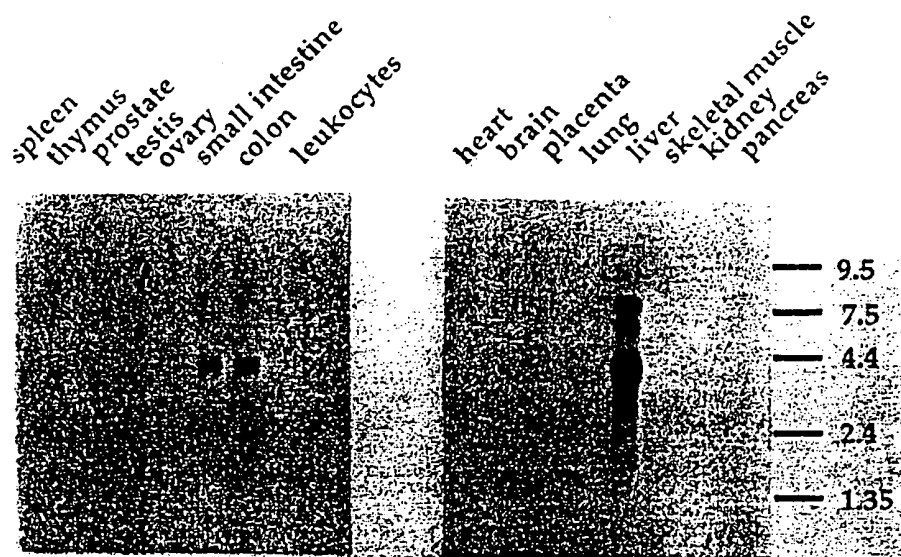 spleen
thymus
prostate
testis
ovary
small intestine
colon
leukocytes
heart
brain
placenta
lung
liver
skeletal muscle
kidney
pancreas
9.5
7.5
4.4
2.4
1.35